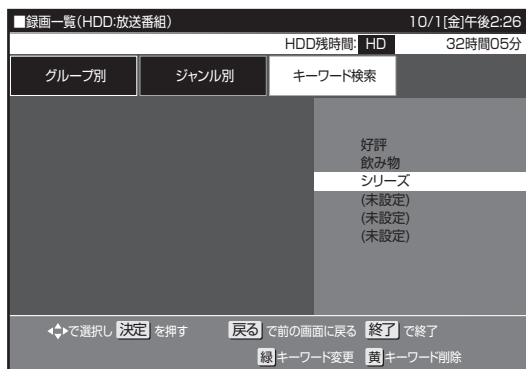 ■録画一覧(HDD:放送番組) 10/1[金]午後2:26
HDD残時間: HD 32時間05分
グループ別 ジャンル別 キーワード検索
好評
飲み物
シリーズ
(未設定)
(未設定)
(未設定)
で選択し 決定 を押す 戻る で前の画面に戻る 終了 で終了
緑 キーワード変更 黄 キーワード削除